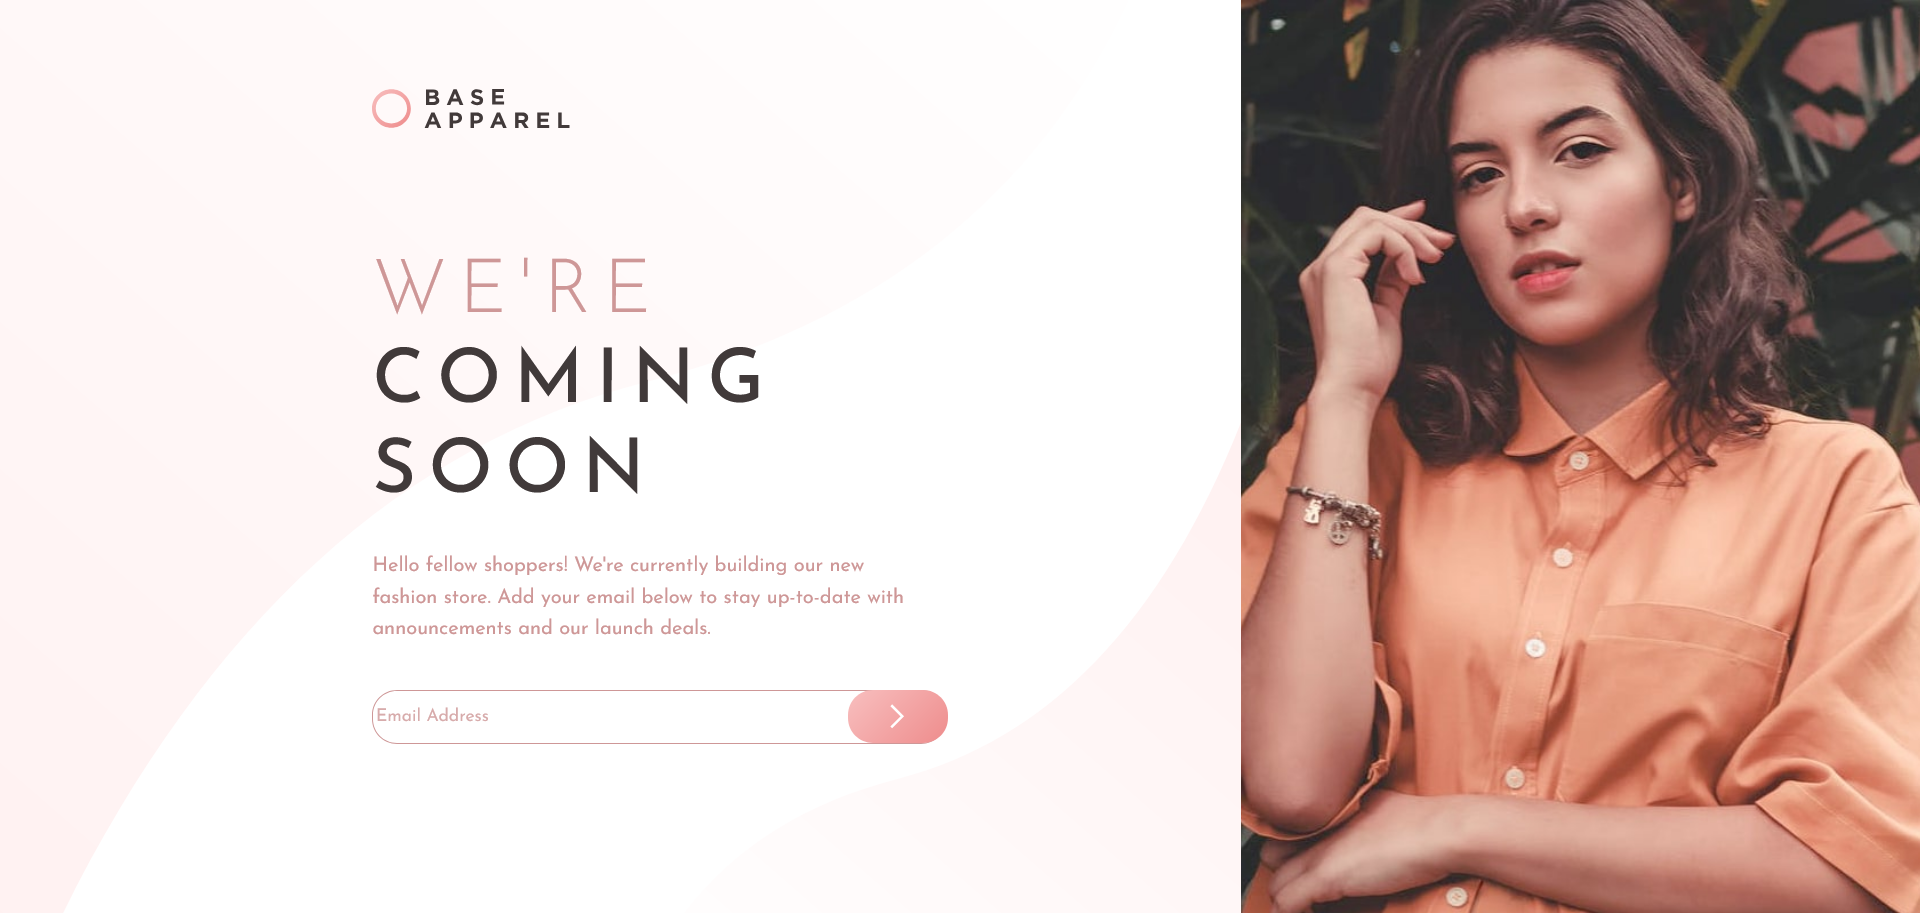 BASE
APPAREL
WE'RE
COMING
SOON
Hello fellow shoppers! We're currently building our new
fashion store. Add your email below to stay up-to-date with
announcements and our launch deals.
Email Address